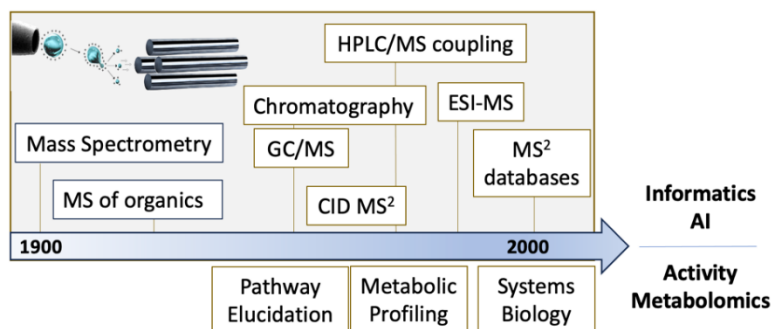 HPLC/MS coupling
Chromatography
ESI-MS
Mass Spectrometry
GC/MS
MS² databases
MS of organics
CID MS²
Informatics
AI
1900
2000
Activity
Metabolomics
Pathway
Elucidation
Metabolic
Profiling
Systems
Biology